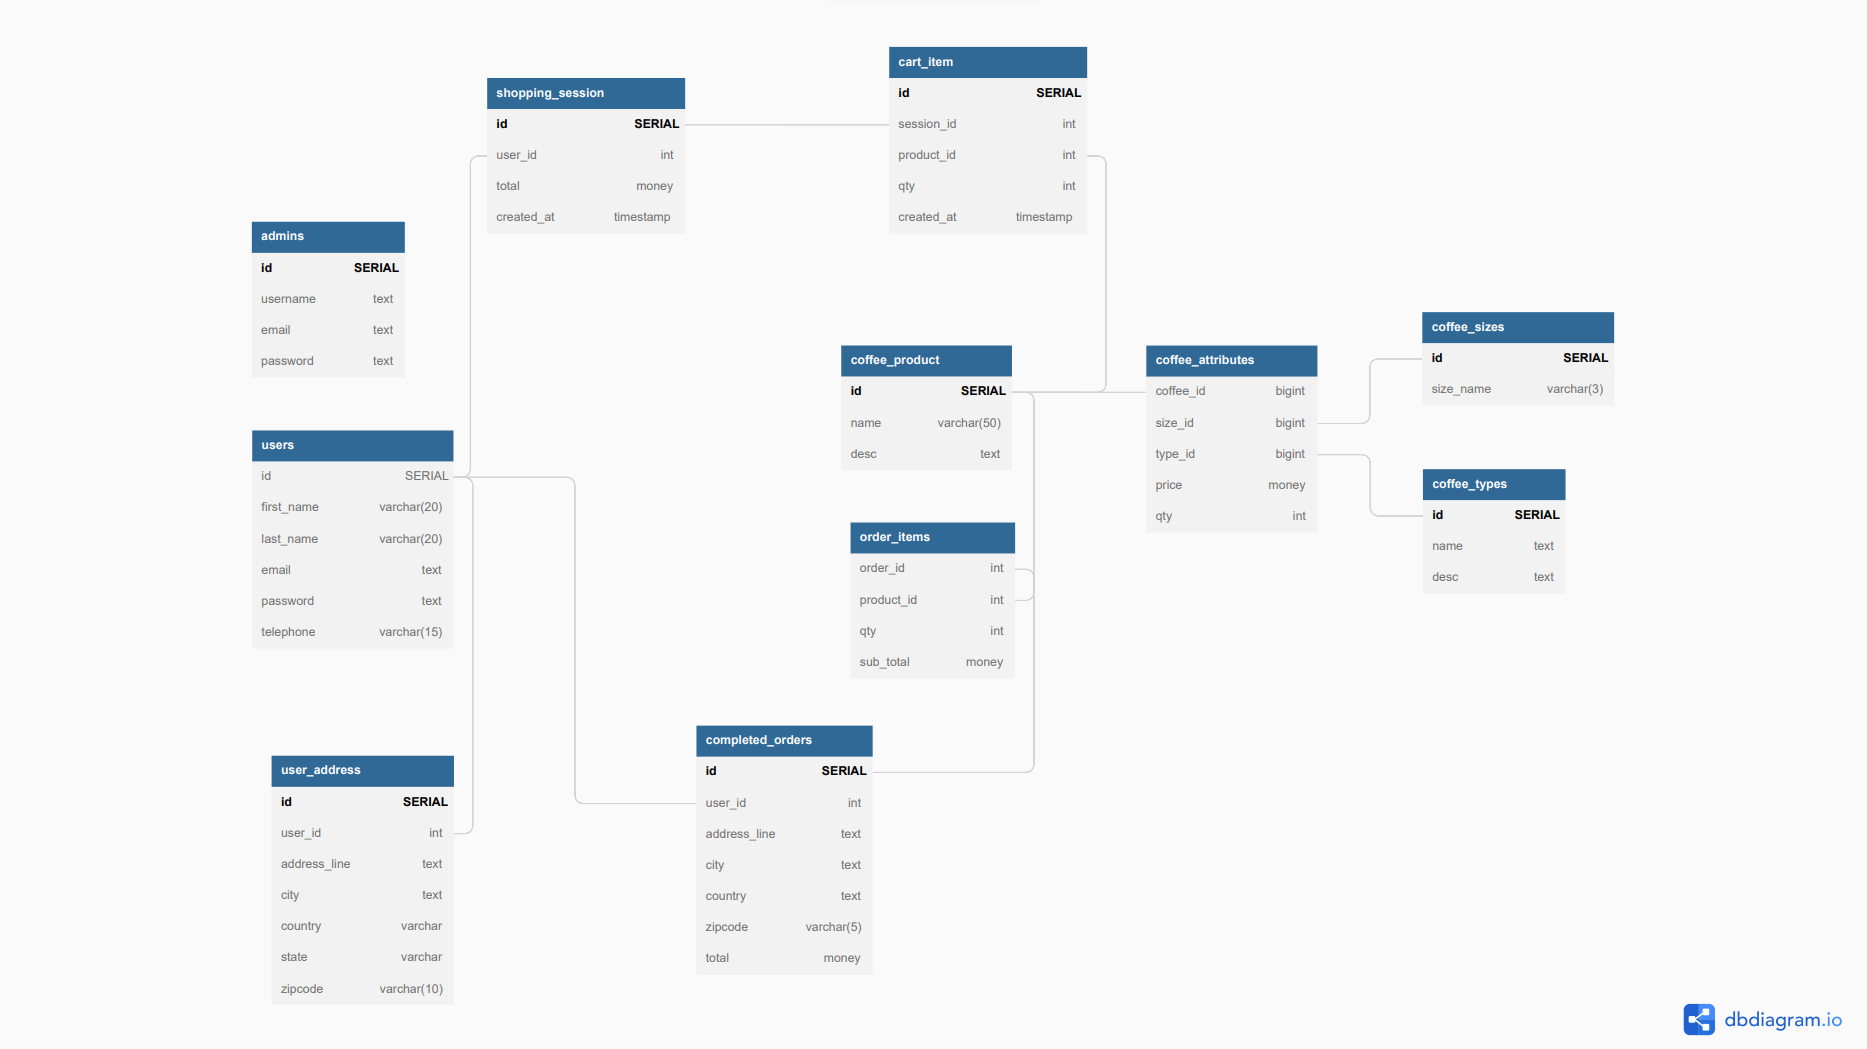 cart_item
id SERIAL
session_id int
product_id int
qty int
created_at timestamp
shopping_session
id SERIAL
user_id int
total money
created_at timestamp
admins
id SERIAL
username text
email text
password text
coffee_sizes
id SERIAL
size_name varchar(3)
coffee_product
id SERIAL
name varchar(50)
desc text
coffee_attributes
coffee_id bigint
size_id bigint
type_id bigint
price money
qty int
users
id SERIAL
first_name varchar(20)
last_name varchar(20)
email text
password text
telephone varchar(15)
coffee_types
id SERIAL
name text
desc text
order_items
order_id int
product_id int
qty int
sub_total money
completed_orders
id SERIAL
user_id int
address_line text
city text
country text
zipcode varchar(5)
total money
user_address
id SERIAL
user_id int
address_line text
city text
country varchar
state varchar
zipcode varchar(10)
dbdiagram.io